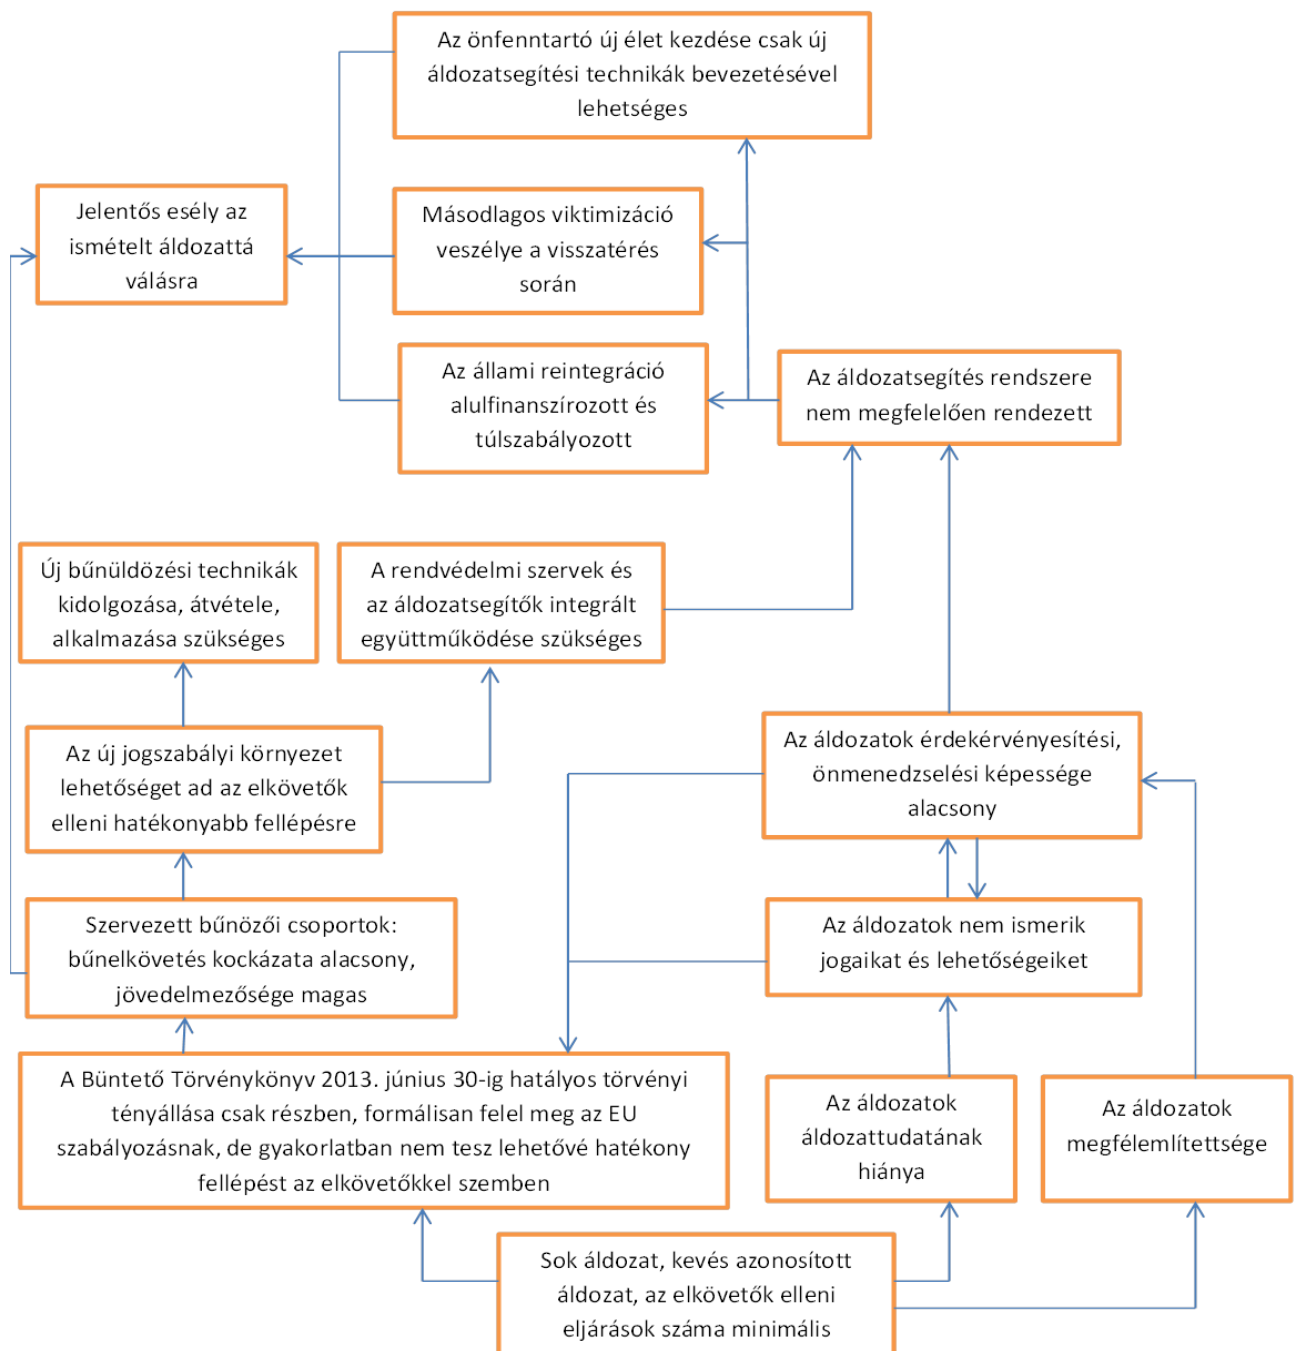 Az önfenntartó új élet kezdése csak új
áldozatsegítési technikák bevezetésével
lehetséges
Jelentős esély az
ismételt áldozattá
válásra
Másodlagos viktimizáció
veszélye a visszatérés
során
Az állami reintegráció
alulfinanszírozott és
túlszabályozott
Az áldozatsegítés rendszere
nem megfelelően rendezett
Új bűnüldözési technikák
kidolgozása, átvétele,
alkalmazása szükséges
A rendvédelmi szervek és
az áldozatsegítők integrált
együttműködése szükséges
Az új jogszabályi környezet
lehetőséget ad az elkövetők
elleni hatékonyabb fellépésre
Az áldozatok érdekérvényesítési,
önmenedzselési képessége
alacsony
Szervezett bűnözői csoportok:
bűnelkövetés kockázata alacsony,
jövedelmezősége magas
Az áldozatok nem ismerik
jogaikat és lehetőségeiket
A Büntető Törvénykönyv 2013. június 30-ig hatályos törvényi
tényállása csak részben, formálisan felel meg az EU
szabályozásnak, de gyakorlatban nem tesz lehetővé hatékony
fellépést az elkövetőkkel szemben
Az áldozatok
áldozattudatának
hiánya
Az áldozatok
megfélemlítettsége
Sok áldozat, kevés azonosított
áldozat, az elkövetők elleni
eljárások száma minimális